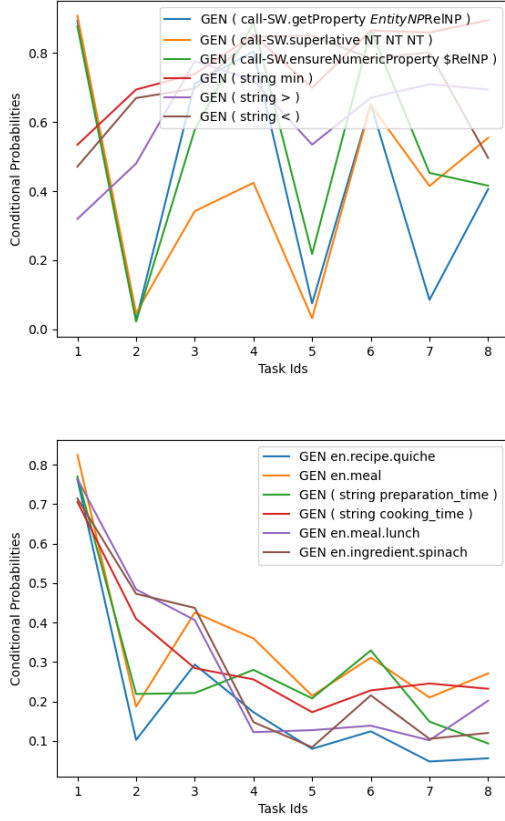 GEN ( call-SW.getProperty EntityNPRelNP )
GEN ( call-SW.superlative NT NT NT )
GEN ( call-SW.ensureNumericProperty $RelNP )
GEN ( string min )
GEN ( string > )
GEN ( string < )
Conditional Probabilities
0.8
0.6
0.4
0.2
0.0
1 2 3 4 5 6 7 8
Task Ids
GEN en.recipe.quiche
GEN en.meal
GEN ( string preparation_time )
GEN ( string cooking_time )
GEN en.meal.lunch
GEN en.ingredient.spinach
Conditional Probabilities
0.8
0.7
0.6
0.5
0.4
0.3
0.2
0.1
1 2 3 4 5 6 7 8
Task Ids